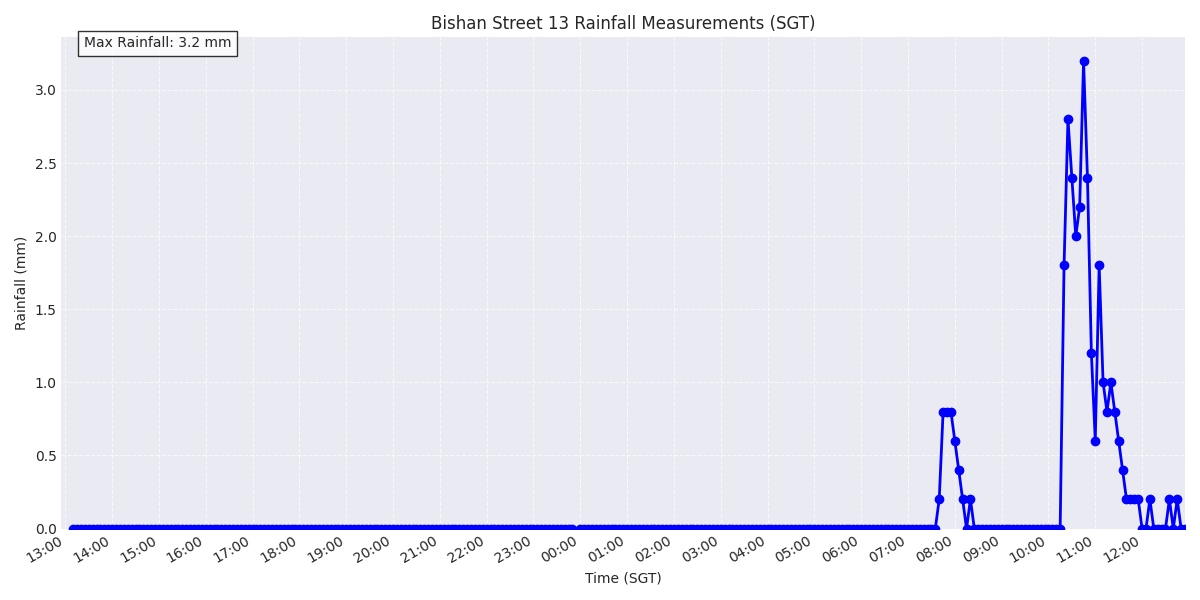 Bishan Street 13 Rainfall Measurements (SGT)
Max Rainfall: 3.2 mm
Rainfall (mm)
3.0
2.5
2.0
1.5
1.0
0.5
0.0
13:00 14:00 15:00 16:00 17:00 18:00 19:00 20:00 21:00 22:00 23:00 00:00 01:00 02:00 03:00 04:00 05:00 06:00 07:00 08:00 09:00 10:00 11:00 12:00
Time (SGT)